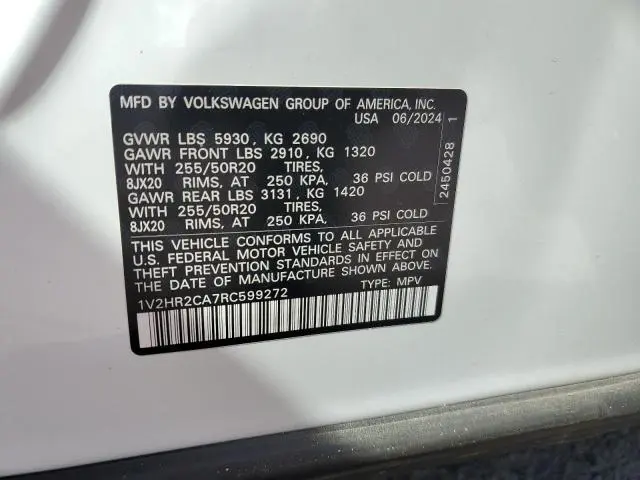 MFD BY VOLKSWAGEN GROUP OF AMERICA, INC.
USA 06/2024
GVWR LBS 5930, KG 2690
GAWR FRONT LBS 2910, KG 1320
WITH 255/50R20 TIRES,
8JX20 RIMS, AT 250 KPA, 36 PSI COLD
GAWR REAR LBS 3131, KG 1420
WITH 255/50R20 TIRES,
8JX20 RIMS, AT 250 KPA, 36 PSI COLD
THIS VEHICLE CONFORMS TO ALL APPLICABLE
U.S. FEDERAL MOTOR VEHICLE SAFETY AND
THEFT PREVENTION STANDARDS IN EFFECT ON
THE DATE OF MANUFACTURE SHOWN ABOVE.
1V2HR2CA7RC599272 TYPE: MPV
2450428 1